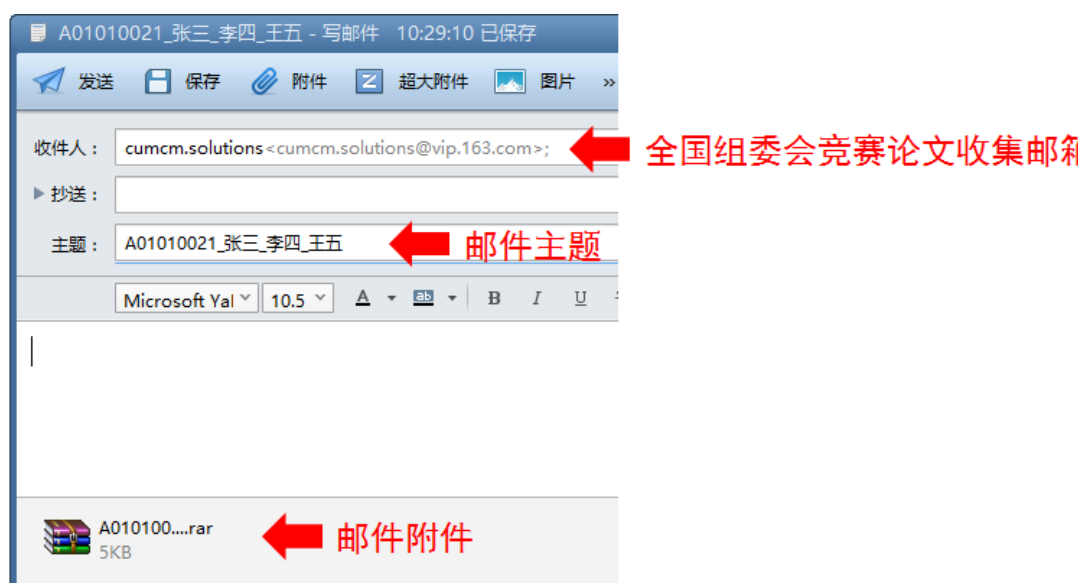 A01010021_张三_李四_王五 - 写邮件 10:29:10 已保存
发送 保存 附件 超大附件 图片 »
收件人： cumcm.solutions<cumcm.solutions@vip.163.com>; 全国组委会竞赛论文收集邮箱
抄送：
主题： A01010021_张三_李四_王五 邮件主题
Microsoft Yal 10.5 A ab B I U
A010100....rar 邮件附件
5KB